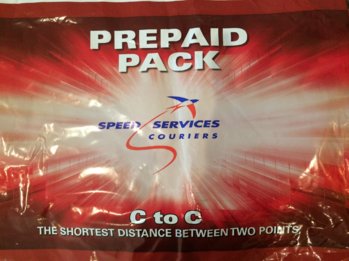 PREPAID
PACK
SPEED SERVICES
COURIERS
C to C
THE SHORTEST DISTANCE BETWEEN TWO POINTS